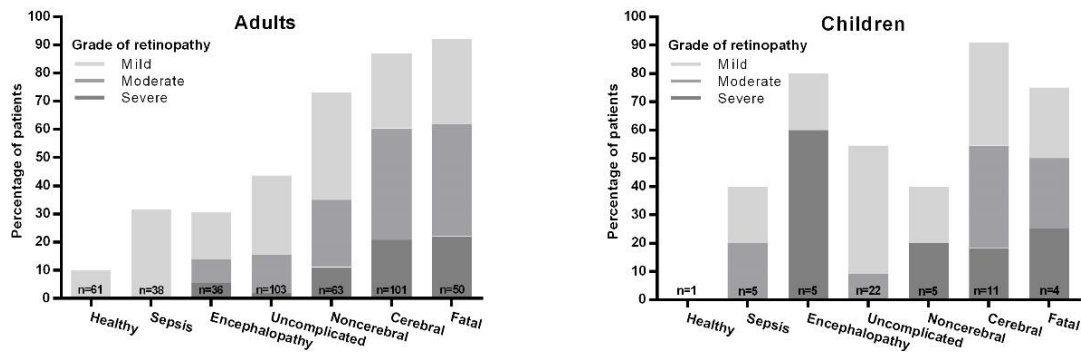 Adults
Grade of retinopathy
Mild
Moderate
Severe
Percentage of patients
100
90
80
70
60
50
40
30
20
10
0
n=61 n=38 n=36 n=103 n=63 n=101 n=50
Healthy Sepsis Encephalopathy Uncomplicated Noncerebral Cerebral Fatal
Children
Grade of retinopathy
Mild
Moderate
Severe
Percentage of patients
100
90
80
70
60
50
40
30
20
10
0
n=1 n=5 n=5 n=22 n=5 n=11 n=4
Healthy Sepsis Encephalopathy Uncomplicated Noncerebral Cerebral Fatal